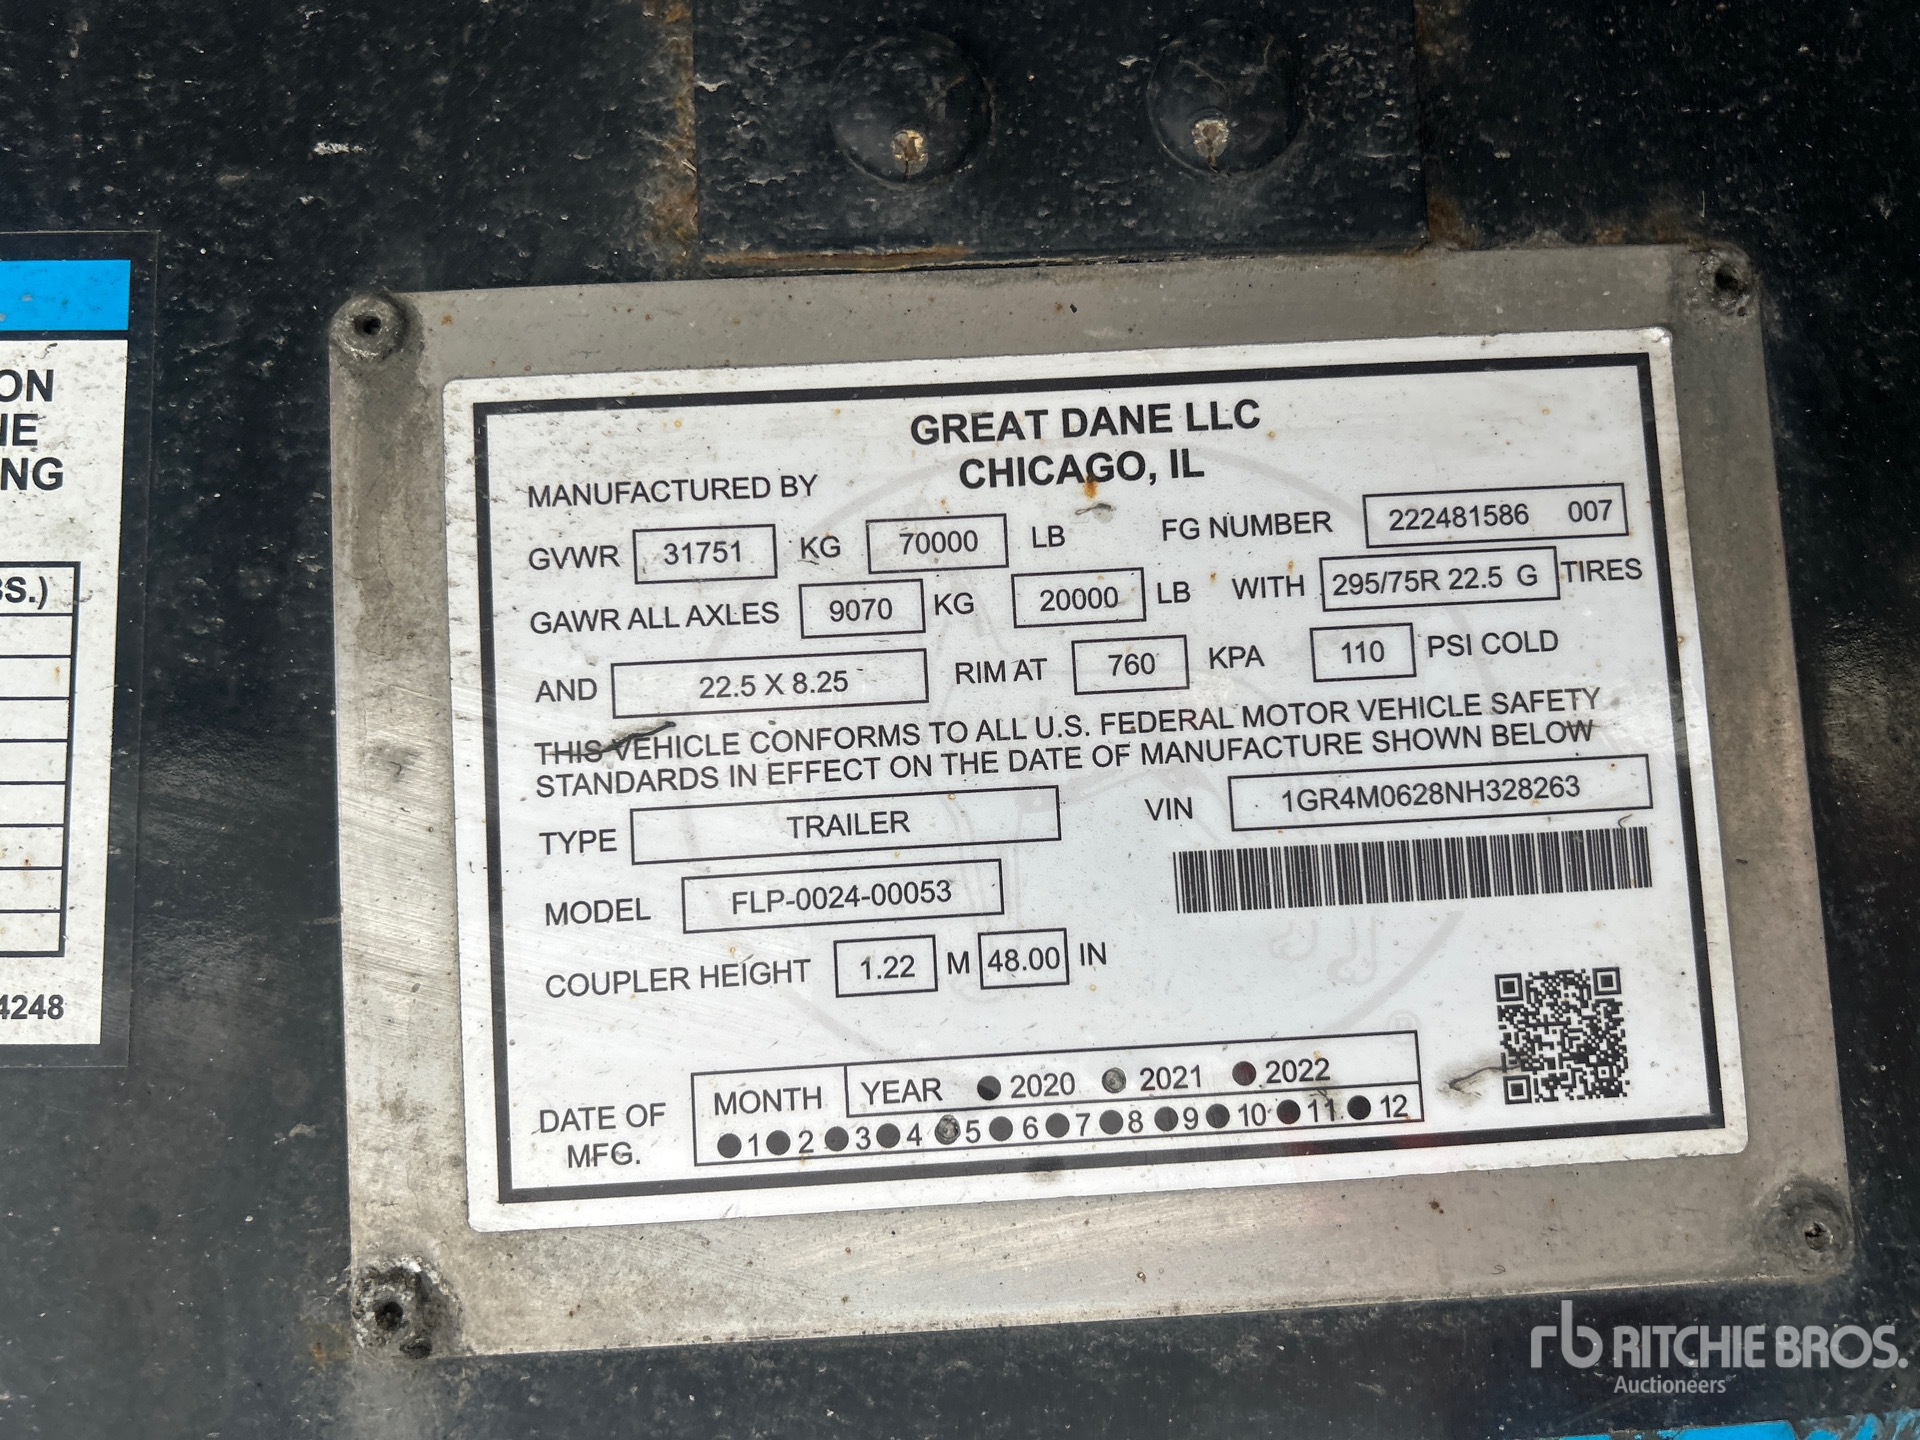 ON
NE
NG
BS.)
4248
GREAT DANE LLC
MANUFACTURED BY CHICAGO, IL
GVWR 31751 KG 70000 LB FG NUMBER 222481586 007
GAWR ALL AXLES 9070 KG 20000 LB WITH 295/75R 22.5 G TIRES
AND 22.5 X 8.25 RIM AT 760 KPA 110 PSI COLD
THIS VEHICLE CONFORMS TO ALL U.S. FEDERAL MOTOR VEHICLE SAFETY
STANDARDS IN EFFECT ON THE DATE OF MANUFACTURE SHOWN BELOW
TYPE TRAILER VIN 1GR4M0628NH328263
MODEL FLP-0024-00053
COUPLER HEIGHT 1.22 M 48.00 IN
®
DATE OF MFG. MONTH YEAR 2020 2021 2022
1 2 3 4 5 6 7 8 9 10 11 12
rb RITCHIE BROS.
Auctioneers